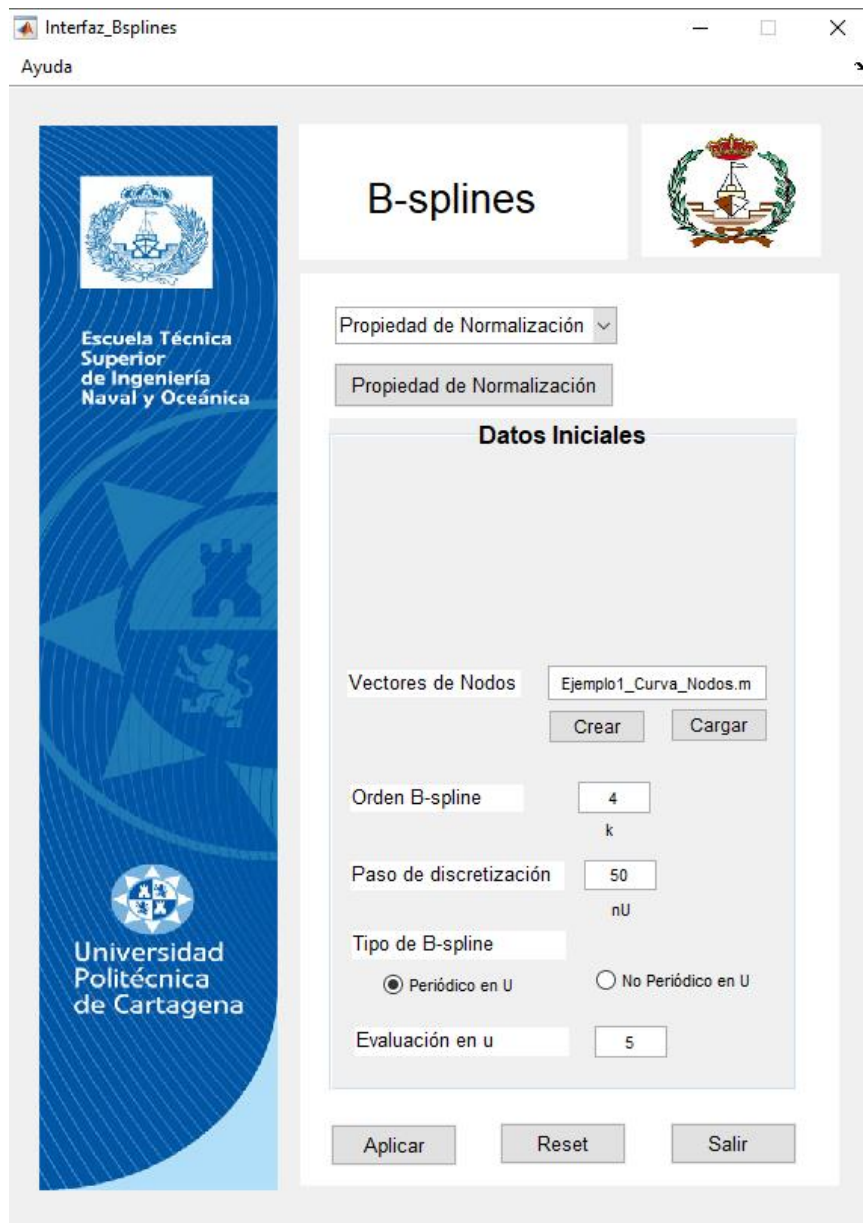 Interfaz_Bsplines
Ayuda
B-splines
Escuela Técnica
Superior
de Ingeniería
Naval y Oceánica
Universidad
Politécnica
de Cartagena
Propiedad de Normalización
Propiedad de Normalización
Datos Iniciales
Vectores de Nodos
Ejemplo1_Curva_Nodos.m
Crear
Cargar
Orden B-spline
4
k
Paso de discretización
50
nU
Tipo de B-spline
Periódico en U
No Periódico en U
Evaluación en u
5
Aplicar
Reset
Salir